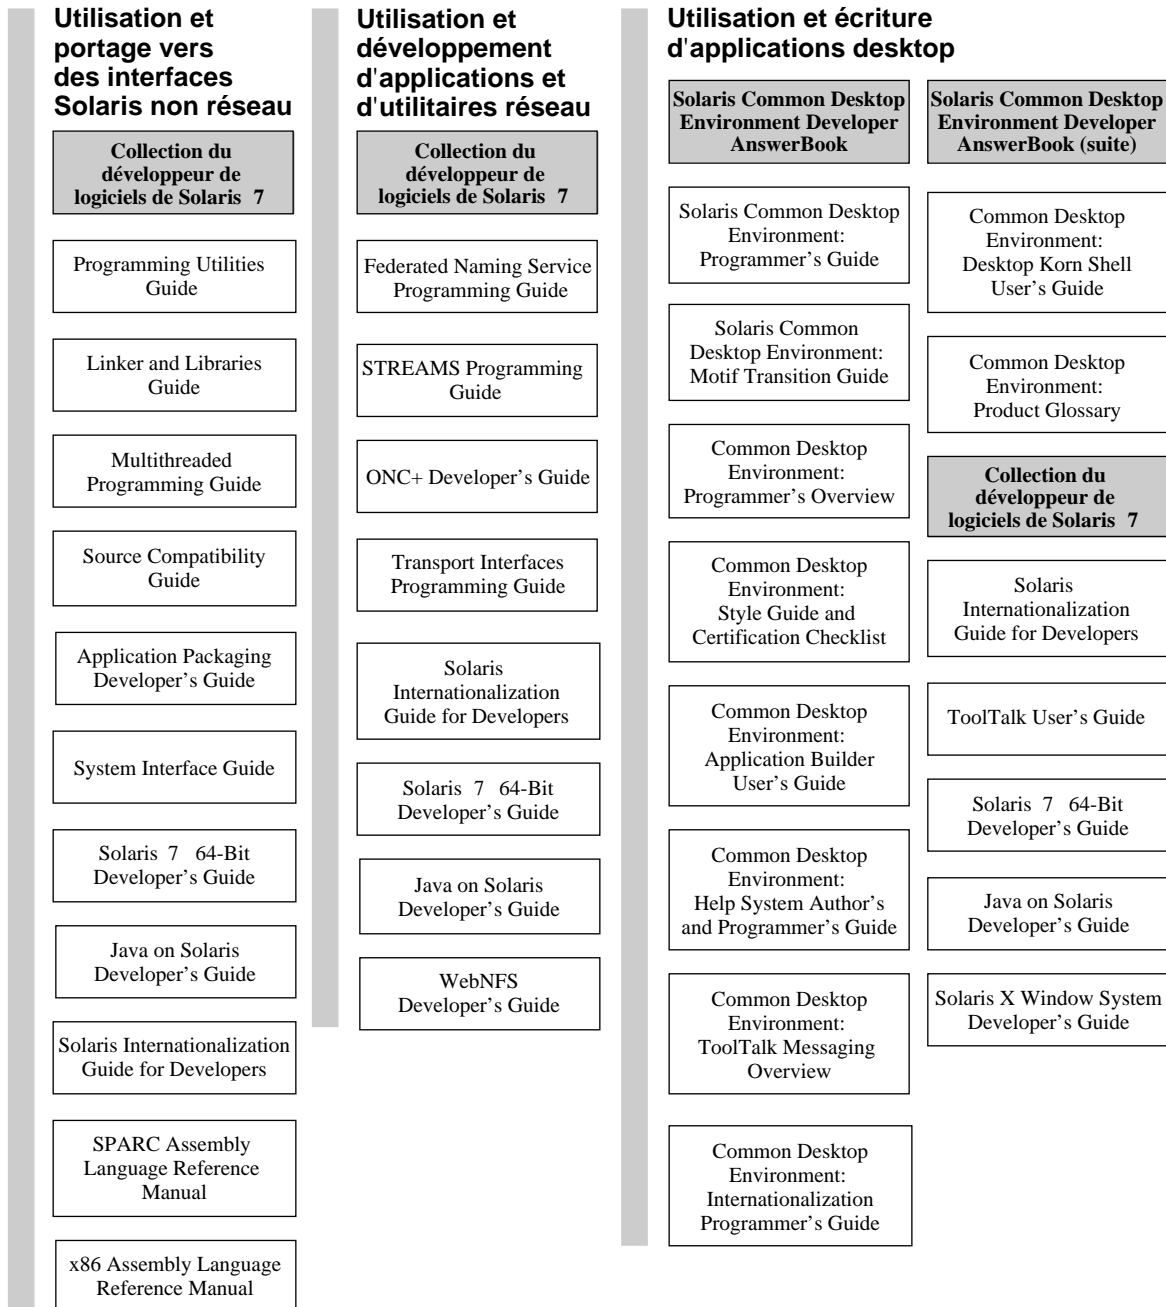 Utilisation et
portage vers
des interfaces
Solaris non réseau
Collection du
développeur de
logiciels de Solaris 7
Programming Utilities
Guide
Linker and Libraries
Guide
Multithreaded
Programming Guide
Source Compatibility
Guide
Application Packaging
Developer's Guide
System Interface Guide
Solaris 7 64-Bit
Developer's Guide
Java on Solaris
Developer's Guide
Solaris Internationalization
Guide for Developers
SPARC Assembly
Language Reference
Manual
x86 Assembly Language
Reference Manual
Utilisation et
développement
d'applications et
d'utilitaires réseau
Collection du
développeur de
logiciels de Solaris 7
Federated Naming Service
Programming Guide
STREAMS Programming
Guide
ONC+ Developer's Guide
Transport Interfaces
Programming Guide
Solaris
Internationalization
Guide for Developers
Solaris 7 64-Bit
Developer's Guide
Java on Solaris
Developer's Guide
WebNFS
Developer's Guide
Utilisation et écriture
d'applications desktop
Solaris Common Desktop
Environment Developer
AnswerBook
Solaris Common Desktop
Environment:
Programmer's Guide
Solaris Common
Desktop Environment:
Motif Transition Guide
Common Desktop
Environment:
Programmer's Overview
Common Desktop
Environment:
Style Guide and
Certification Checklist
Common Desktop
Environment:
Application Builder
User's Guide
Common Desktop
Environment:
Help System Author's
and Programmer's Guide
Common Desktop
Environment:
ToolTalk Messaging
Overview
Common Desktop
Environment:
Internationalization
Programmer's Guide
Solaris Common Desktop
Environment Developer
AnswerBook (suite)
Common Desktop
Environment:
Desktop Korn Shell
User's Guide
Common Desktop
Environment:
Product Glossary
Collection du
développeur de
logiciels de Solaris 7
Solaris
Internationalization
Guide for Developers
ToolTalk User's Guide
Solaris 7 64-Bit
Developer's Guide
Java on Solaris
Developer's Guide
Solaris X Window System
Developer's Guide